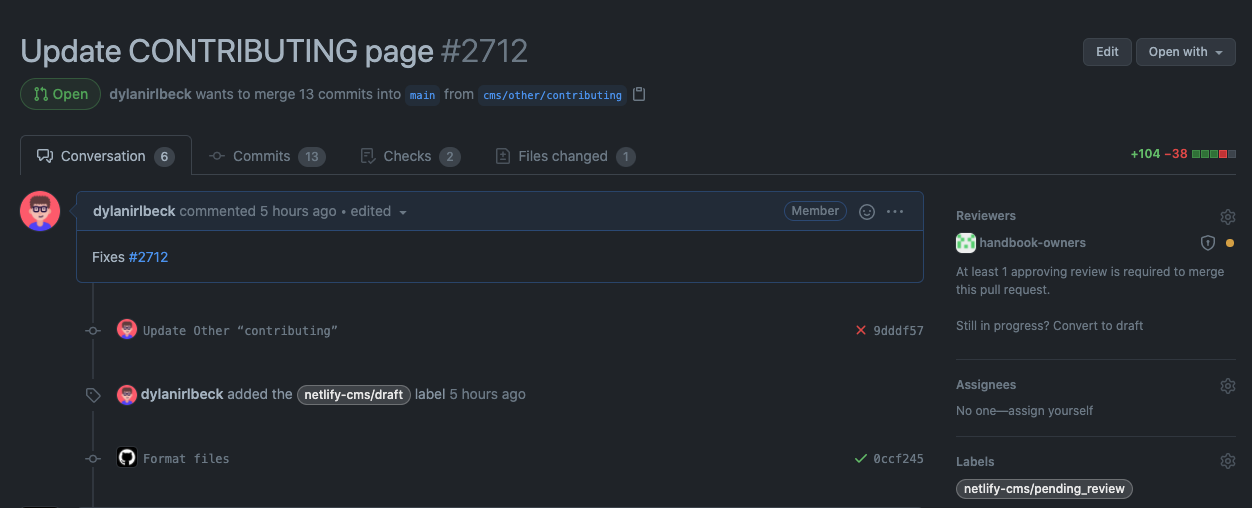 Update CONTRIBUTING page #2712
Edit
Open with
Open
dylanirlbeck wants to merge 13 commits into main from cms/other/contributing
Conversation 6
Commits 13
Checks 2
Files changed 1
+104 −38
dylanirlbeck commented 5 hours ago • edited
Member
Fixes #2712
Update Other “contributing”
9dddf57
dylanirlbeck added the netlify-cms/draft label 5 hours ago
Format files
0ccf245
Reviewers
handbook-owners
At least 1 approving review is required to merge
this pull request.
Still in progress? Convert to draft
Assignees
No one—assign yourself
Labels
netlify-cms/pending_review